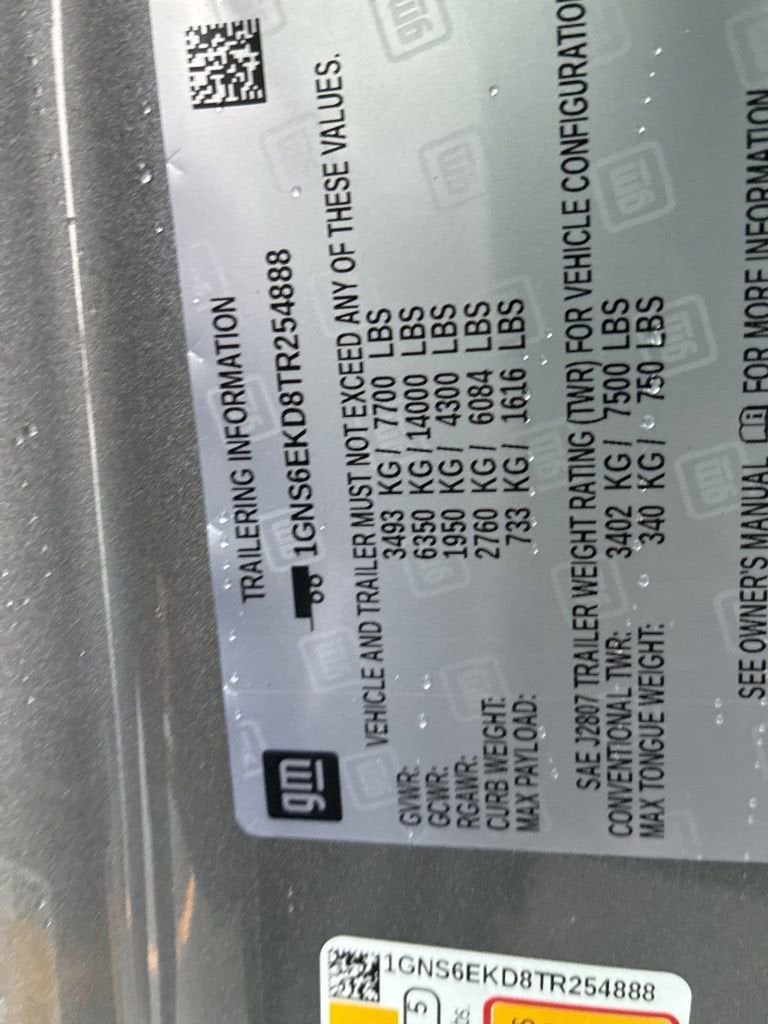 gm
TRAILERING INFORMATION
1GNS6EKD8TR254888
VEHICLE AND TRAILER MUST NOT EXCEED ANY OF THESE VALUES.
GVWR: 3493 KG / 7700 LBS
GCWR: 6350 KG / 14000 LBS
RGAWR: 1950 KG / 4300 LBS
CURB WEIGHT: 2760 KG / 6084 LBS
MAX PAYLOAD: 733 KG / 1616 LBS
SAE J2807 TRAILER WEIGHT RATING (TWR) FOR VEHICLE CONFIGURATIO
CONVENTIONAL TWR: 3402 KG / 7500 LBS
MAX TONGUE WEIGHT: 340 KG / 750 LBS
SEE OWNER'S MANUAL FOR MORE INFORMATION
1GNS6EKD8TR254888
5